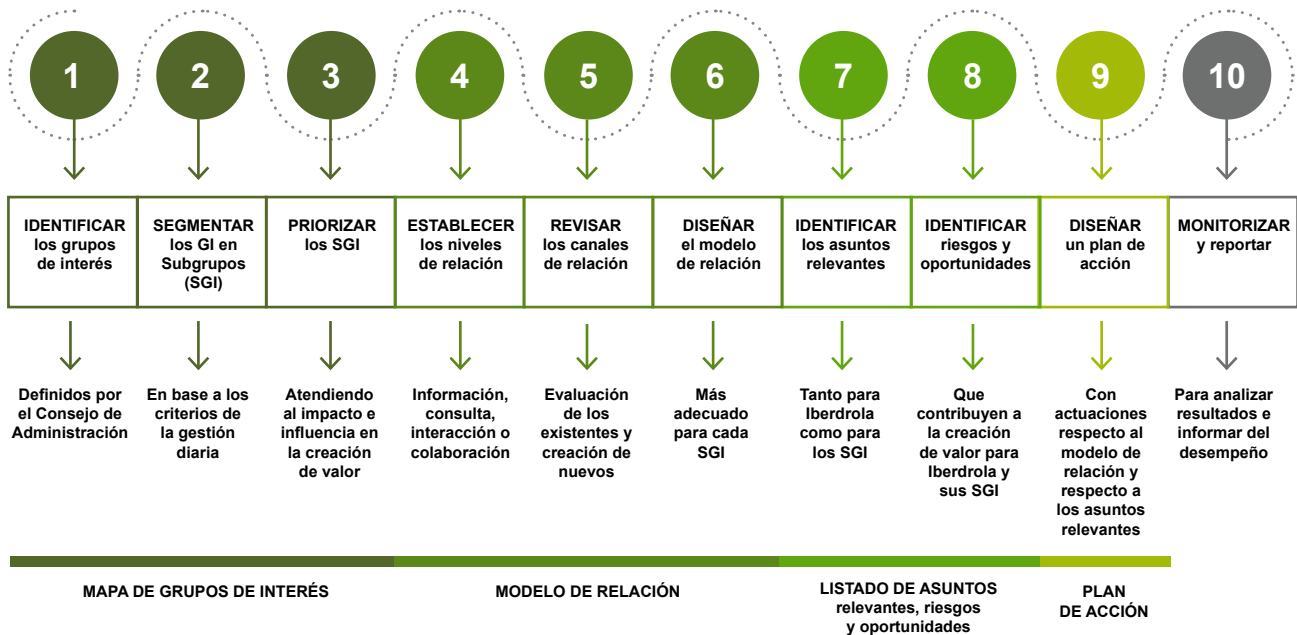 1
2
3
4
5
6
7
8
9
10
IDENTIFICAR
los grupos
de interés
SEGMENTAR
los GI en
Subgrupos
(SGI)
PRIORIZAR
los SGI
ESTABLECER
los niveles
de relación
REVISAR
los canales
de relación
DISEÑAR
el modelo
de relación
IDENTIFICAR
los asuntos
relevantes
IDENTIFICAR
riesgos y
oportunidades
DISEÑAR
un plan de
acción
MONITORIZAR
y reportar
Definidos por
el Consejo de
Administración
En base a los
criterios de
la gestión
diaria
Atendiendo
al impacto e
influencia en
la creación
de valor
Información,
consulta,
interacción o
colaboración
Evaluación
de los
existentes y
creación de
nuevos
Más
adecuado
para cada
SGI
Tanto para
Iberdrola
como para
los SGI
Que
contribuyen a
la creación
de valor para
Iberdrola y
sus SGI
Con
actuaciones
respecto al
modelo de
relación y
respecto a
los asuntos
relevantes
Para analizar
resultados e
informar del
desempeño
MAPA DE GRUPOS DE INTERÉS
MODELO DE RELACIÓN
LISTADO DE ASUNTOS
relevantes, riesgos
y oportunidades
PLAN
DE ACCIÓN